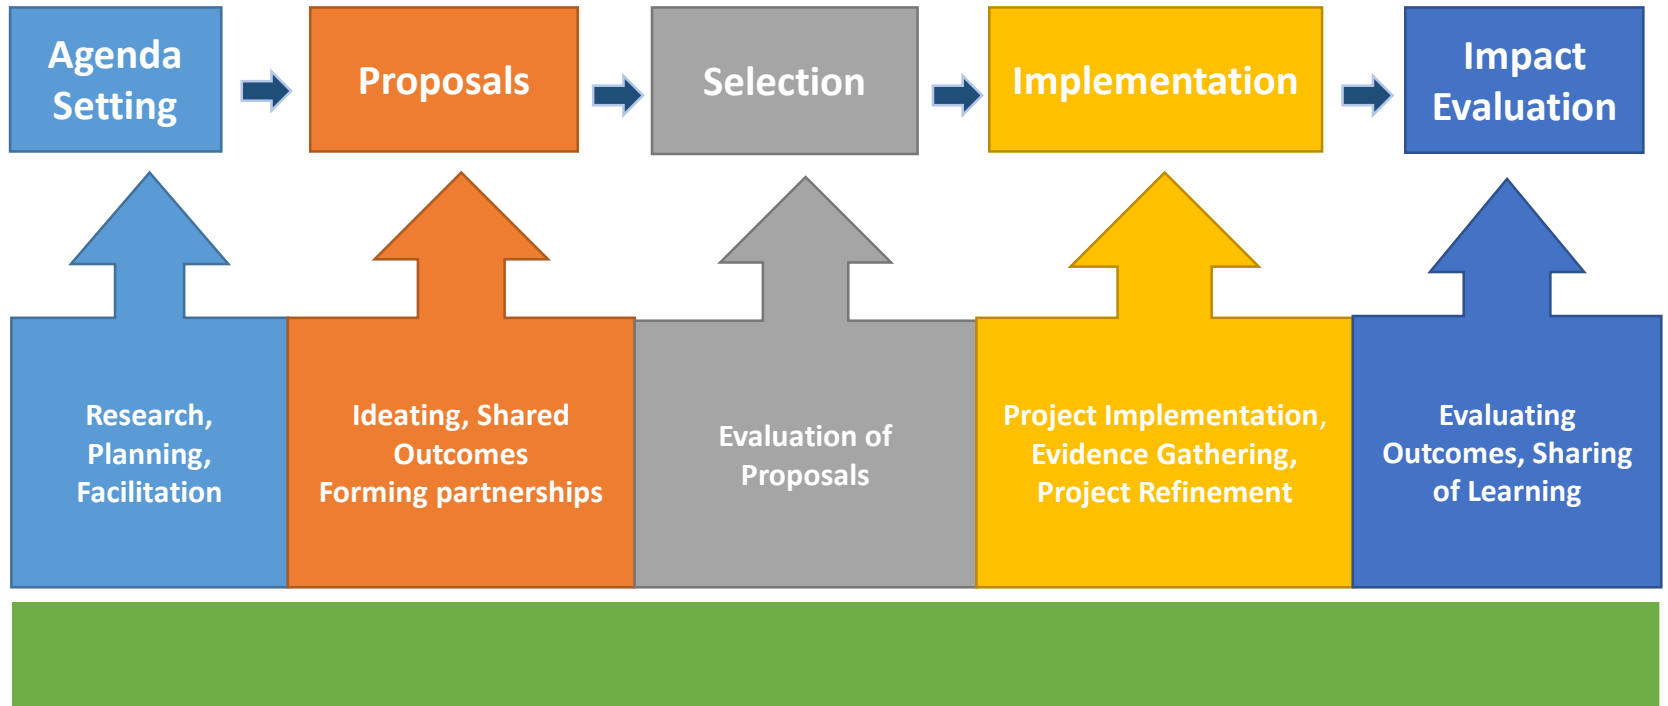 Agenda
Setting
Proposals
Selection
Implementation
Impact
Evaluation
Research,
Planning,
Facilitation
Ideating, Shared
Outcomes
Forming partnerships
Evaluation of
Proposals
Project Implementation,
Evidence Gathering,
Project Refinement
Evaluating
Outcomes, Sharing
of Learning